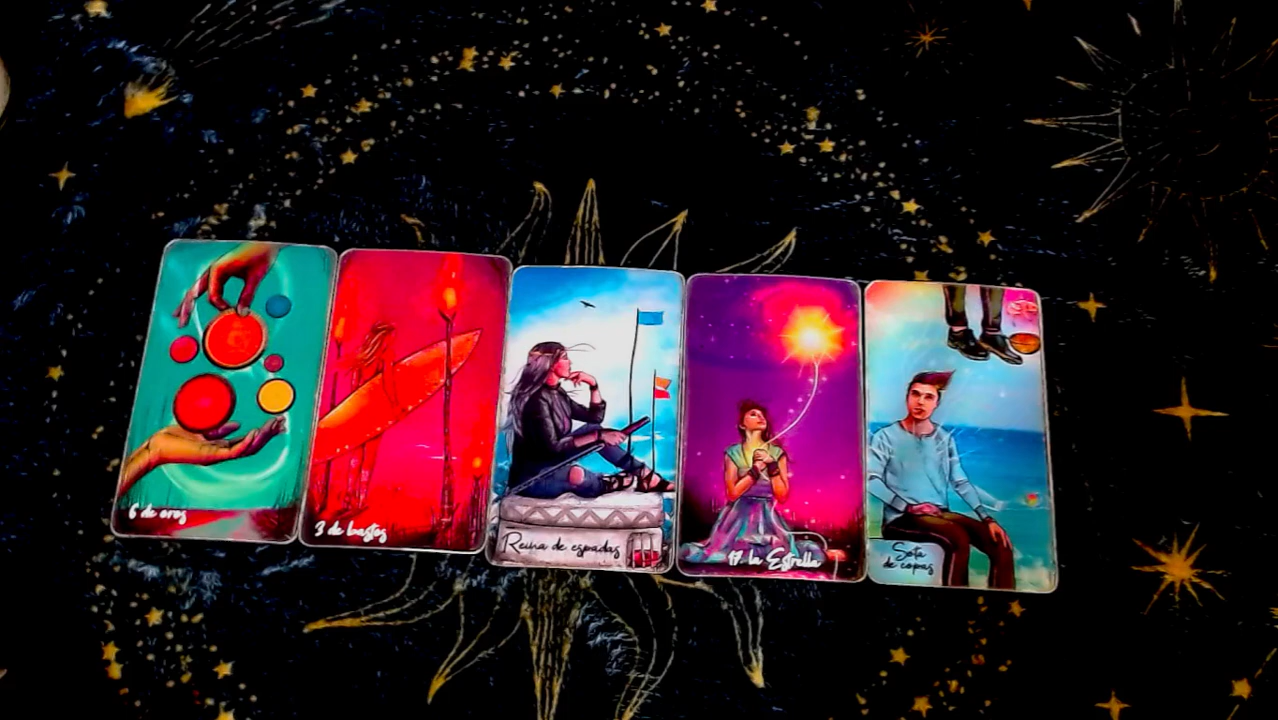 6 de oros
3 de bastos
Reina de espadas
17. la Estrella
Sota
de copas